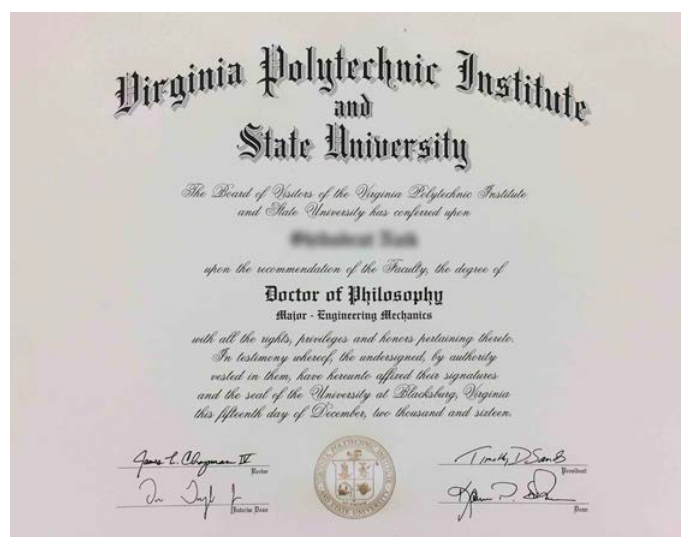 Virginia Polytechnic Institute
and
State University
The Board of Visitors of the Virginia Polytechnic Institute
and State University has conferred upon
upon the recommendation of the Faculty, the degree of
Doctor of Philosophy
Major - Engineering Mechanics
with all the rights, privileges and honors pertaining thereto.
In testimony whereof, the undersigned, by authority
vested in them, have hereunto affixed their signatures
and the seal of the University at Blacksburg, Virginia
this fifteenth day of December, two thousand and sixteen.
Rector
President
Interim Dean
Dean